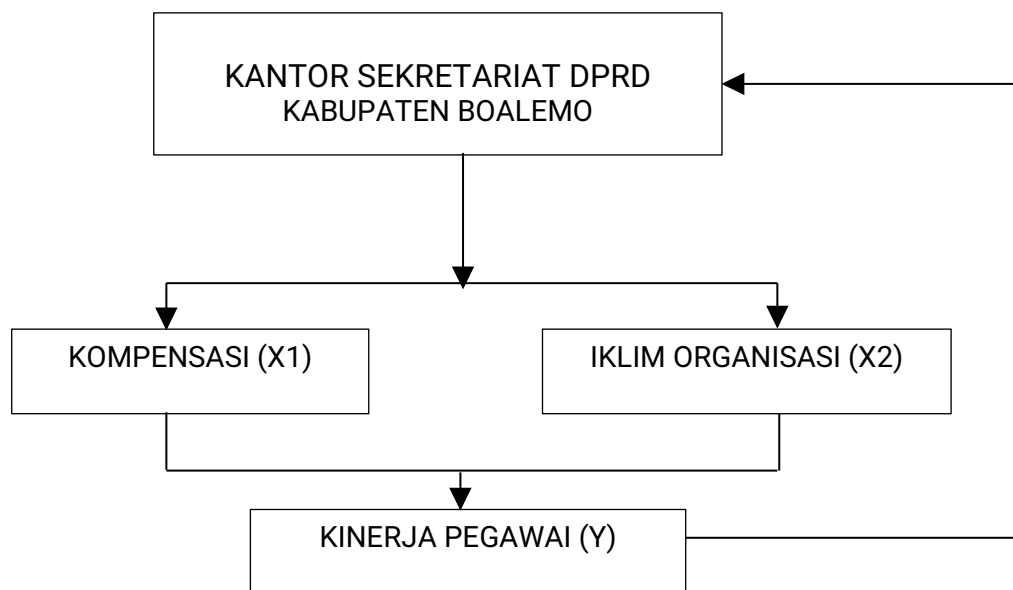 KANTOR SEKRETARIAT DPRD
KABUPATEN BOALEMO
KOMPENSASI (X1)
IKLIM ORGANISASI (X2)
KINERJA PEGAWAI (Y)